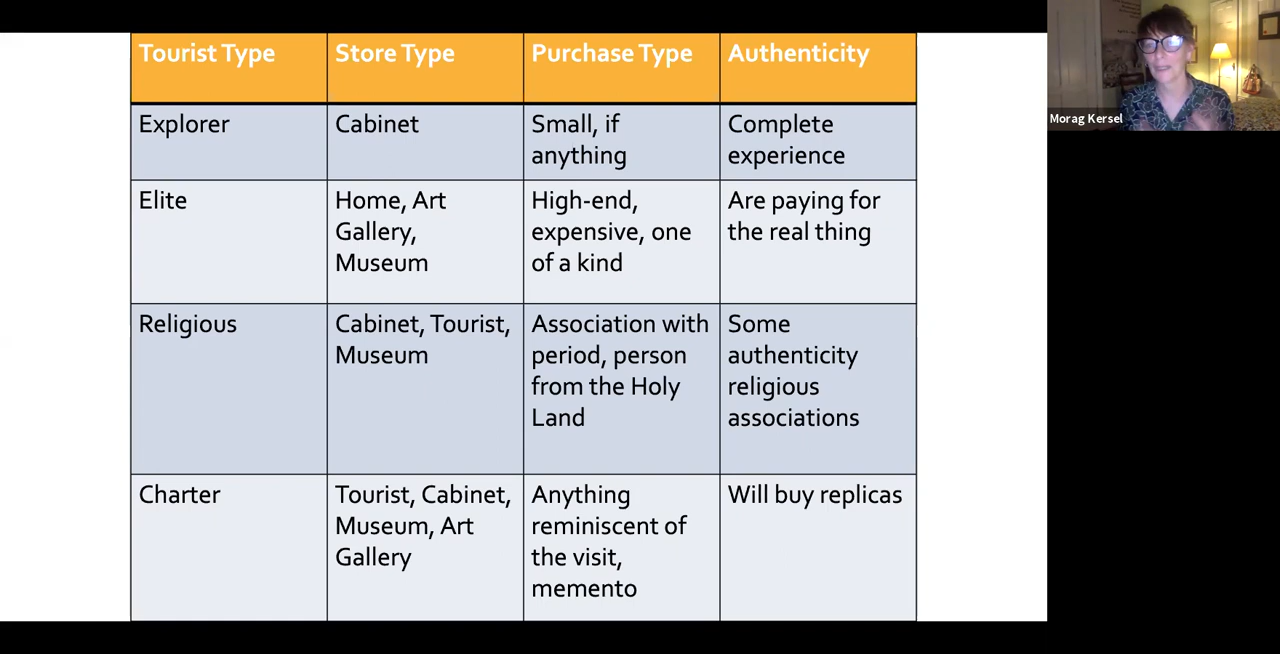 Tourist Type
Store Type
Purchase Type
Authenticity
Explorer
Cabinet
Small, if
anything
Complete
experience
Elite
Home, Art
Gallery,
Museum
High-end,
expensive, one
of a kind
Are paying for
the real thing
Religious
Cabinet, Tourist,
Museum
Association with
period, person
from the Holy
Land
Some
authenticity
religious
associations
Charter
Tourist, Cabinet,
Museum, Art
Gallery
Anything
reminiscent of
the visit,
memento
Will buy replicas
Morag Kersel